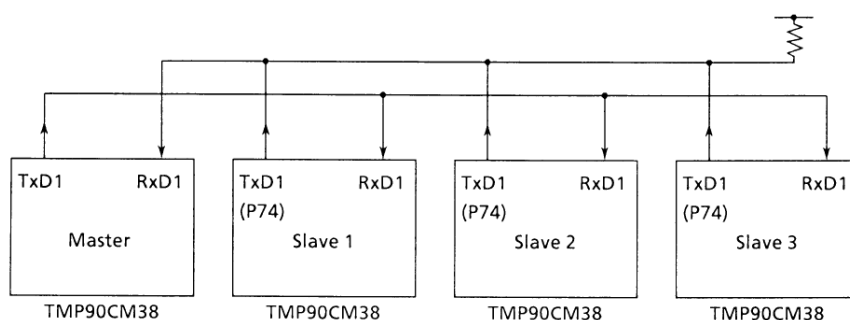 TxD1 RxD1 TxD1 RxD1 TxD1 RxD1 TxD1 RxD1
(P74) (P74) (P74)
Master Slave 1 Slave 2 Slave 3
TMP90CM38 TMP90CM38 TMP90CM38 TMP90CM38